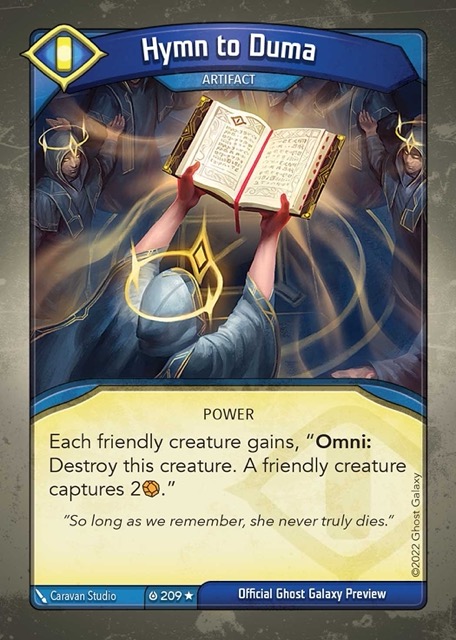 Hymn to Duma
ARTIFACT
POWER
Each friendly creature gains, “Omni:
Destroy this creature. A friendly creature
captures 2.”
“So long as we remember, she never truly dies.”
©2022 Ghost Galaxy
Caravan Studio
209★
Official Ghost Galaxy Preview